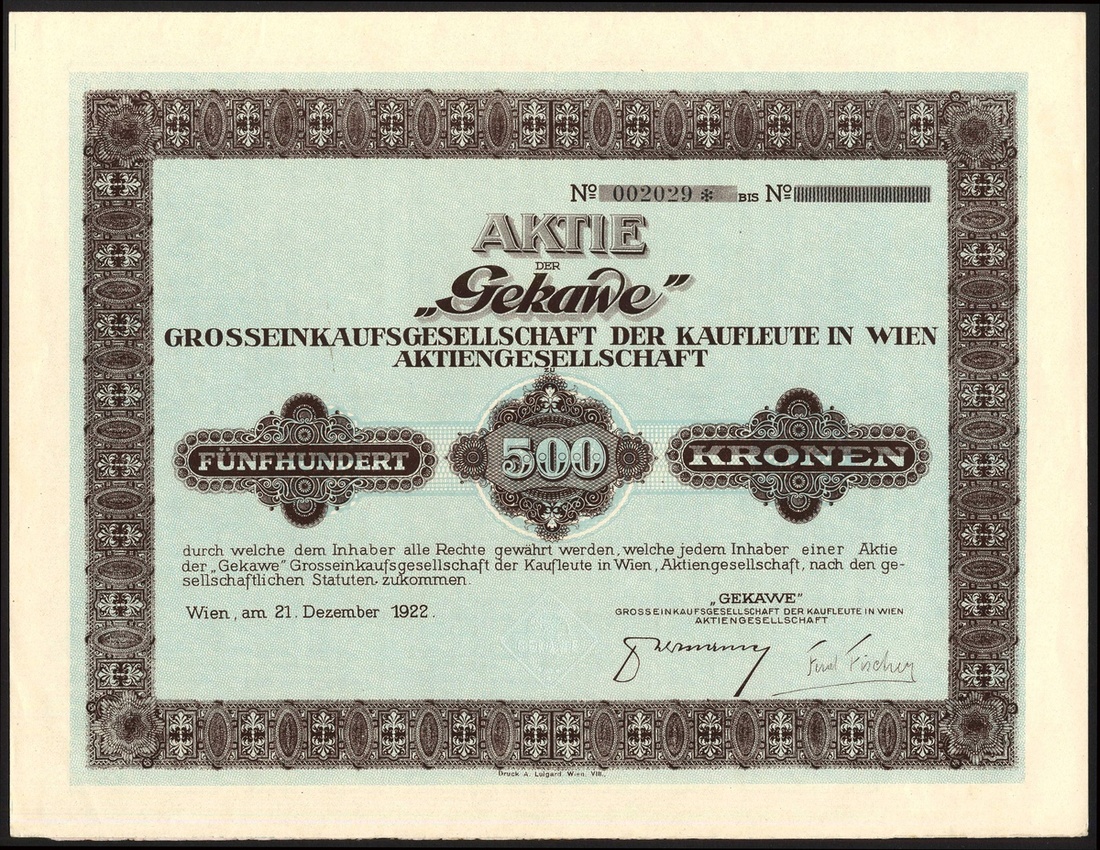 Nº 002029 * BIS Nº
AKTIE
DER
„Gekawe”
GROSSEINKAUFSGESELLSCHAFT DER KAUFLEUTE IN WIEN
AKTIENGESELLSCHAFT
FÜNFHUNDERT 500 KRONEN
durch welche dem Inhaber alle Rechte gewährt werden, welche jedem Inhaber einer Aktie
der „Gekawe” Grosseinkaufsgesellschaft der Kaufleute in Wien, Aktiengesellschaft, nach den ge-
sellschaftlichen Statuten zukommen.
Wien, am 21. Dezember 1922.
„GEKAWE”
GROSSEINKAUFSGESELLSCHAFT DER KAUFLEUTE IN WIEN
AKTIENGESELLSCHAFT
Ferd Fischer
GEKAWE
Druck A. Luigard. Wien. VIII.